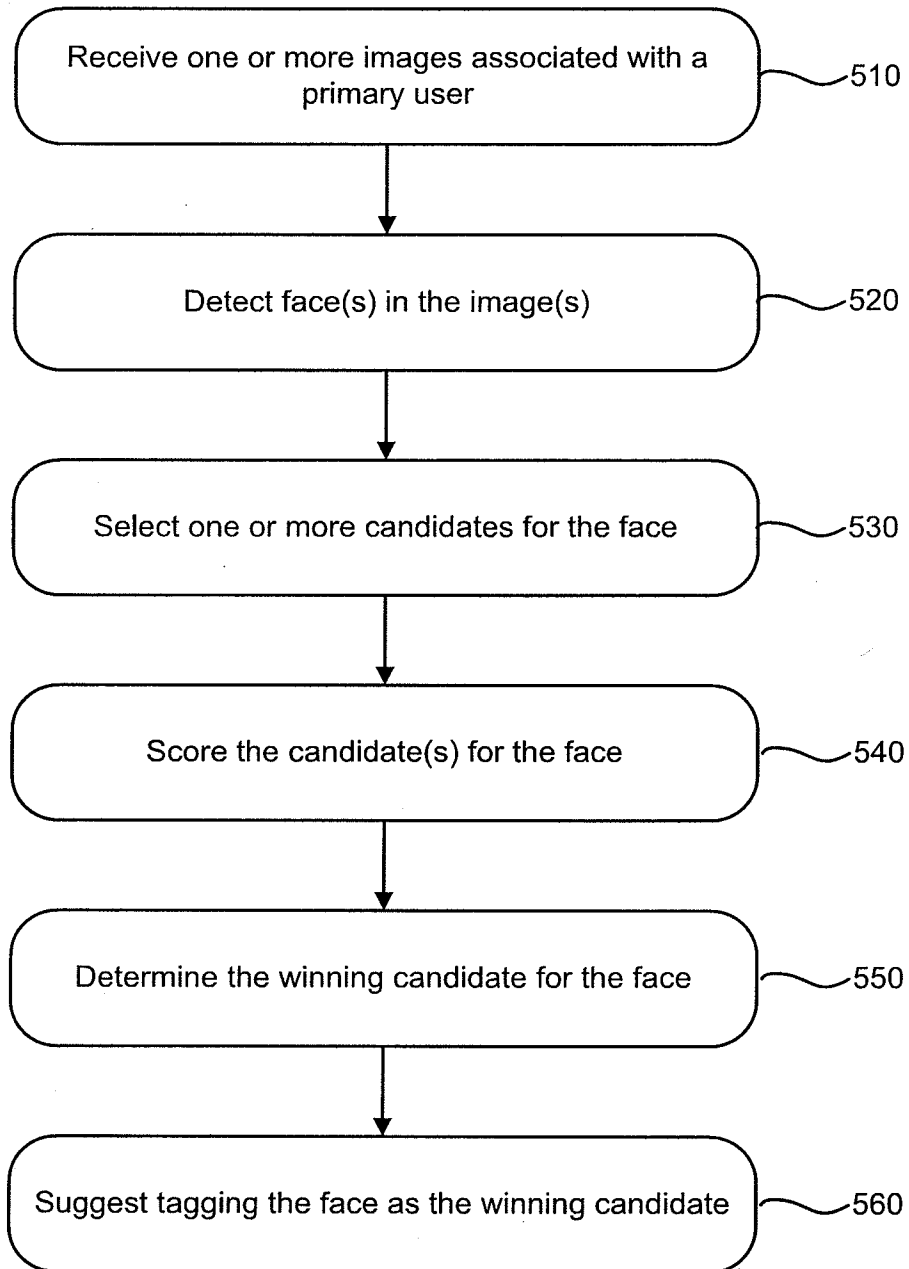 Receive one or more images associated with a
primary user
510
Detect face(s) in the image(s)
520
Select one or more candidates for the face
530
Score the candidate(s) for the face
540
Determine the winning candidate for the face
550
Suggest tagging the face as the winning candidate
560